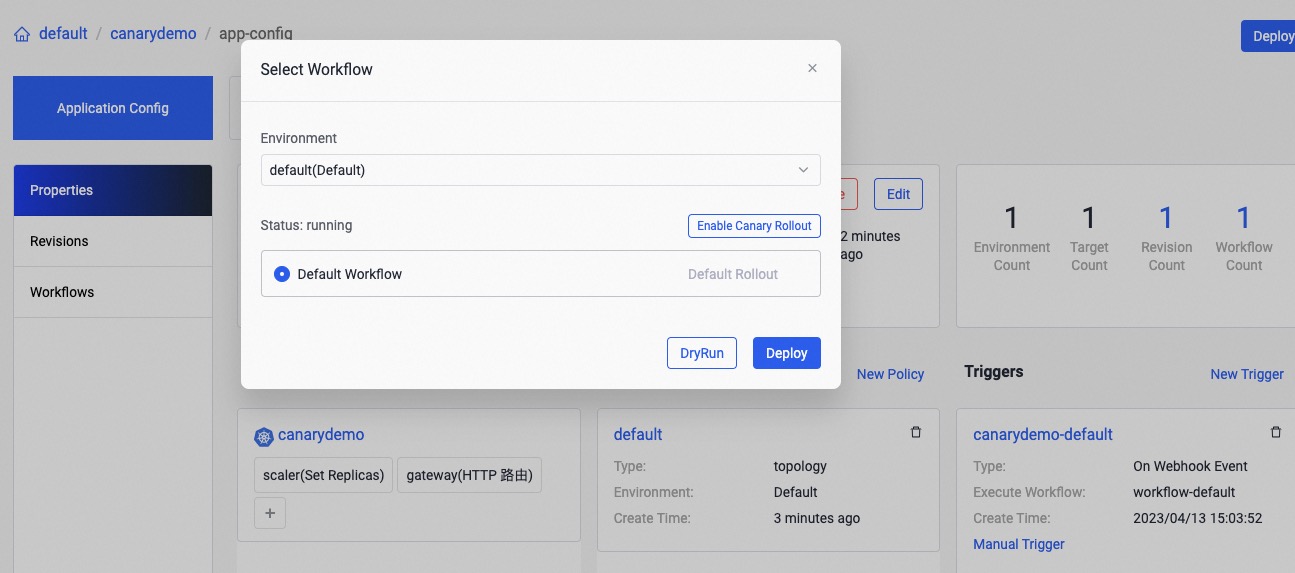 default / canarydemo / app-config
Deploy
Application Config
Properties
Revisions
Workflows
Select Workflow
Environment
default(Default)
Status: running
Enable Canary Rollout
Default Workflow
Default Rollout
DryRun
Deploy
e
Edit
2 minutes
ago
1
Environment
Count
1
Target
Count
1
Revision
Count
1
Workflow
Count
New Policy
Triggers
New Trigger
canarydemo
scaler(Set Replicas)
gateway(HTTP 路由)
default
Type: topology
Environment: Default
Create Time: 3 minutes ago
canarydemo-default
Type: On Webhook Event
Execute Workflow: workflow-default
Create Time: 2023/04/13 15:03:52
Manual Trigger